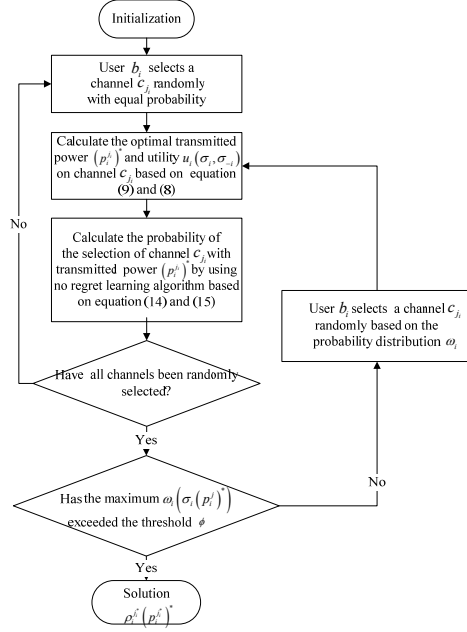 Initialization
User b_i selects a
channel c_{j_i} randomly
with equal probability
Calculate the optimal transmitted
power (p_i^{j_i})^* and utility u_i(σ_i, σ_{-i})
on channel c_{j_i} based on equation
(9) and (8)
No
Calculate the probability of
the selection of channel c_{j_i} with
transmitted power (p_i^{j_i})^* by using
no regret learning algorithm based
on equation (14) and (15)
User b_i selects a channel c_{j_i}
randomly based on the
probability distribution ω_i
Have all channels been randomly
selected?
Yes
No
Has the maximum ω_i(σ_i(p_i^j)^*)
exceeded the threshold ϕ
Yes
Solution
ρ_i^{j_i^*}(p_i^{j_i^*})^*